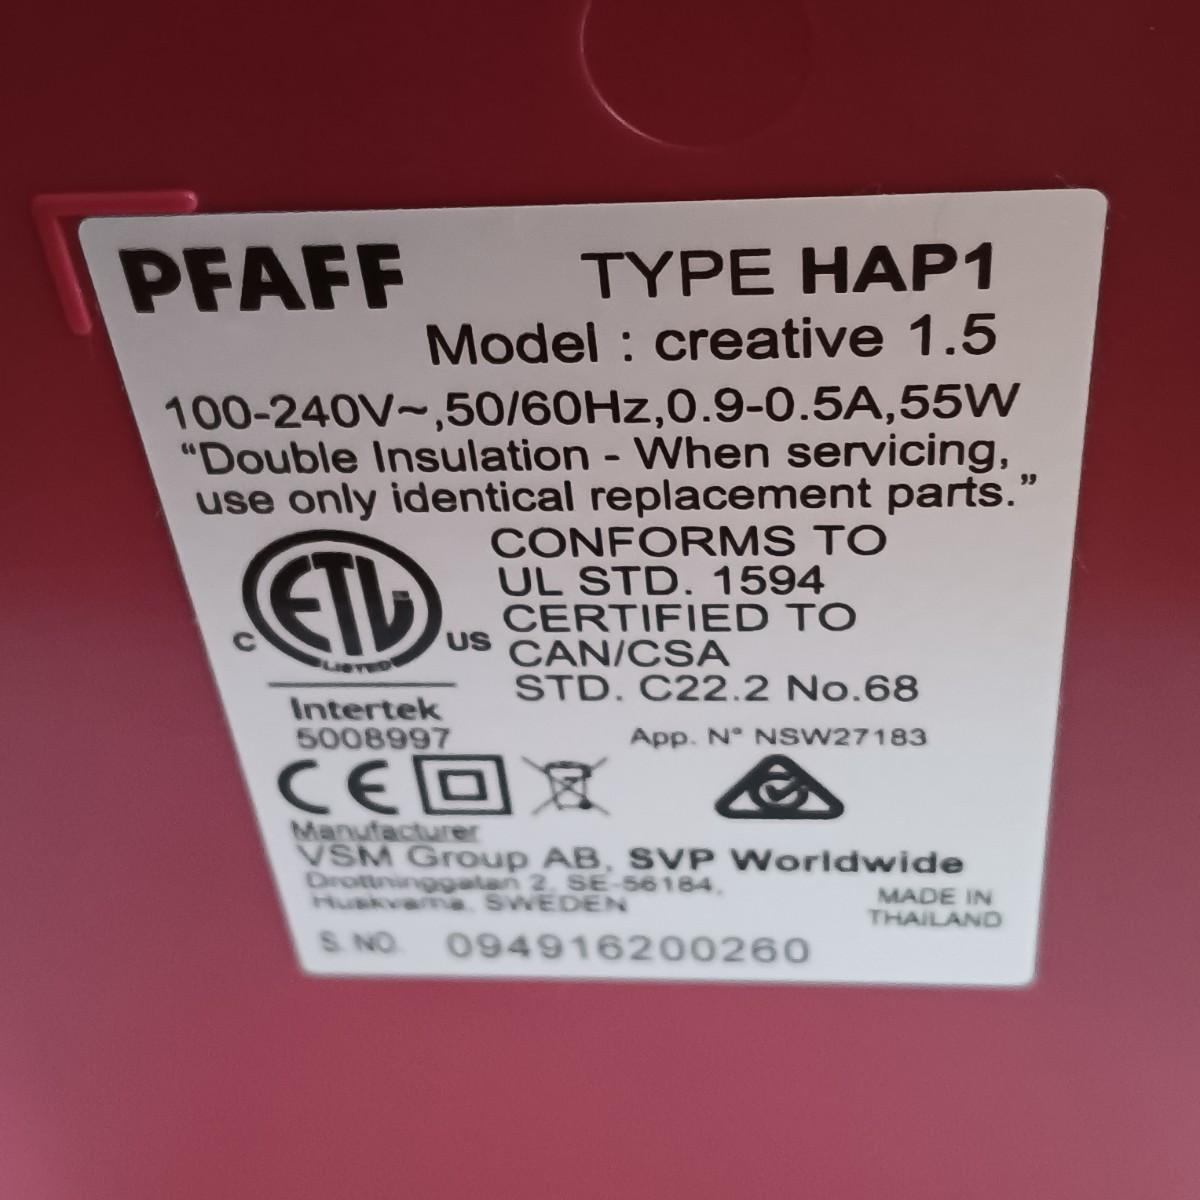 PFAFF TYPE HAP1
Model : creative 1.5
100-240V~,50/60Hz,0.9-0.5A,55W
“Double Insulation - When servicing,
use only identical replacement parts.”
CONFORMS TO
UL STD. 1594
CERTIFIED TO
CAN/CSA
STD. C22.2 No.68
C ETL US
LISTED
Intertek
5008997
App. N° NSW27183
CE
Manufacturer
VSM Group AB, SVP Worldwide
Drottninggatan 2, SE-56184,
Huskvarna, SWEDEN
MADE IN
THAILAND
S. NO. 094916200260